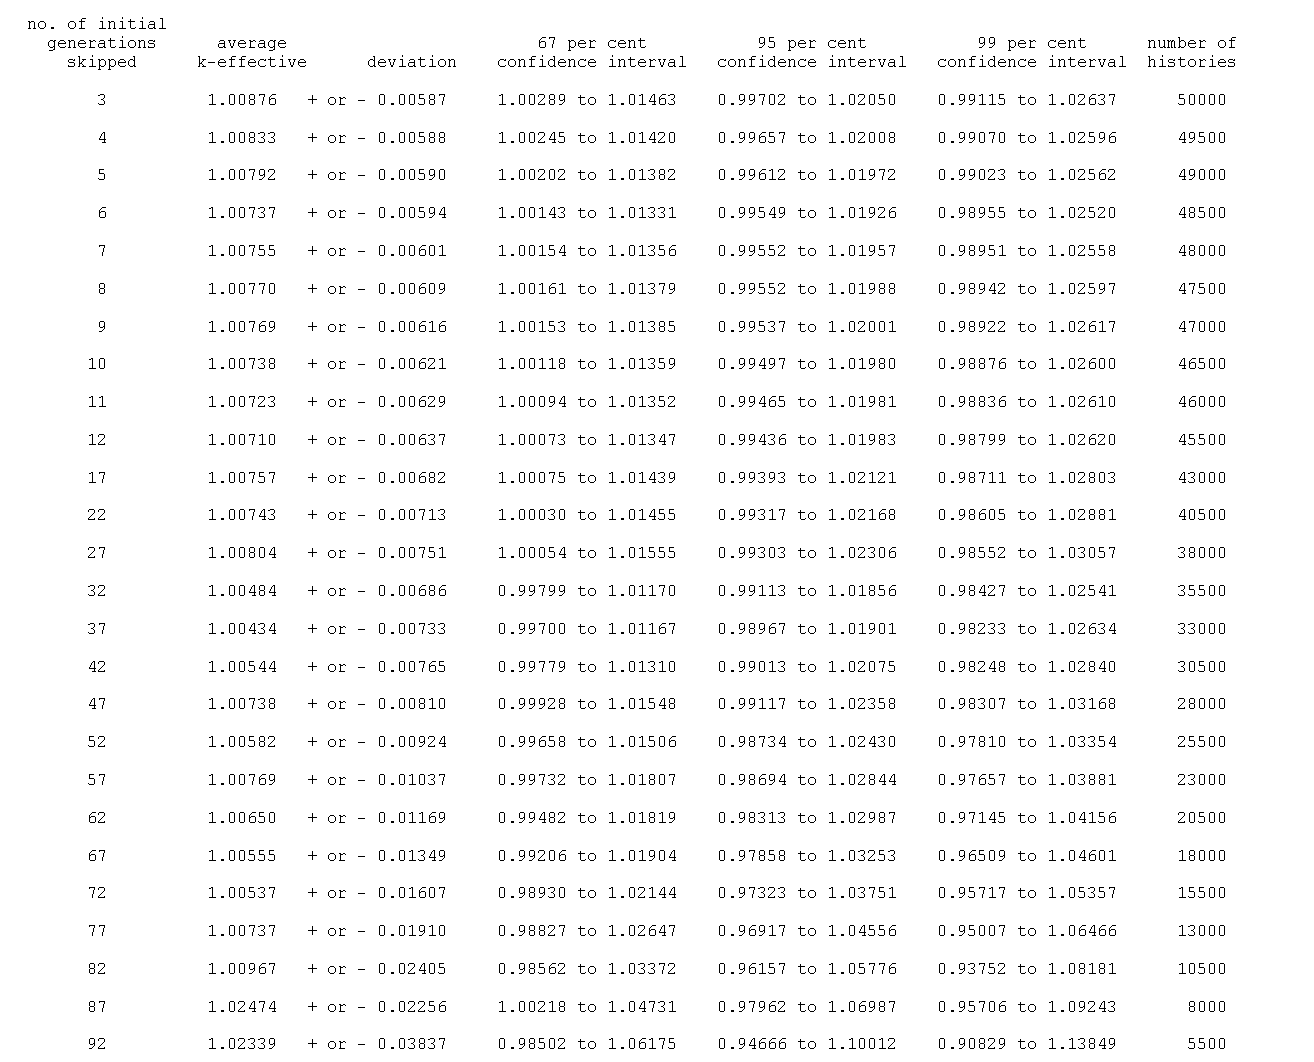 no. of initial
generations average 67 per cent 95 per cent 99 per cent number of
skipped k-effective deviation confidence interval confidence interval confidence interval histories
3 1.00876 + or - 0.00587 1.00289 to 1.01463 0.99702 to 1.02050 0.99115 to 1.02637 50000
4 1.00833 + or - 0.00588 1.00245 to 1.01420 0.99657 to 1.02008 0.99070 to 1.02596 49500
5 1.00792 + or - 0.00590 1.00202 to 1.01382 0.99612 to 1.01972 0.99023 to 1.02562 49000
6 1.00737 + or - 0.00594 1.00143 to 1.01331 0.99549 to 1.01926 0.98955 to 1.02520 48500
7 1.00755 + or - 0.00601 1.00154 to 1.01356 0.99552 to 1.01957 0.98951 to 1.02558 48000
8 1.00770 + or - 0.00609 1.00161 to 1.01379 0.99552 to 1.01988 0.98942 to 1.02597 47500
9 1.00769 + or - 0.00616 1.00153 to 1.01385 0.99537 to 1.02001 0.98922 to 1.02617 47000
10 1.00738 + or - 0.00621 1.00118 to 1.01359 0.99497 to 1.01980 0.98876 to 1.02600 46500
11 1.00723 + or - 0.00629 1.00094 to 1.01352 0.99465 to 1.01981 0.98836 to 1.02610 46000
12 1.00710 + or - 0.00637 1.00073 to 1.01347 0.99436 to 1.01983 0.98799 to 1.02620 45500
17 1.00757 + or - 0.00682 1.00075 to 1.01439 0.99393 to 1.02121 0.98711 to 1.02803 43000
22 1.00743 + or - 0.00713 1.00030 to 1.01455 0.99317 to 1.02168 0.98605 to 1.02881 40500
27 1.00804 + or - 0.00751 1.00054 to 1.01555 0.99303 to 1.02306 0.98552 to 1.03057 38000
32 1.00484 + or - 0.00686 0.99799 to 1.01170 0.99113 to 1.01856 0.98427 to 1.02541 35500
37 1.00434 + or - 0.00733 0.99700 to 1.01167 0.98967 to 1.01901 0.98233 to 1.02634 33000
42 1.00544 + or - 0.00765 0.99779 to 1.01310 0.99013 to 1.02075 0.98248 to 1.02840 30500
47 1.00738 + or - 0.00810 0.99928 to 1.01548 0.99117 to 1.02358 0.98307 to 1.03168 28000
52 1.00582 + or - 0.00924 0.99658 to 1.01506 0.98734 to 1.02430 0.97810 to 1.03354 25500
57 1.00769 + or - 0.01037 0.99732 to 1.01807 0.98694 to 1.02844 0.97657 to 1.03881 23000
62 1.00650 + or - 0.01169 0.99482 to 1.01819 0.98313 to 1.02987 0.97145 to 1.04156 20500
67 1.00555 + or - 0.01349 0.99206 to 1.01904 0.97858 to 1.03253 0.96509 to 1.04601 18000
72 1.00537 + or - 0.01607 0.98930 to 1.02144 0.97323 to 1.03751 0.95717 to 1.05357 15500
77 1.00737 + or - 0.01910 0.98827 to 1.02647 0.96917 to 1.04556 0.95007 to 1.06466 13000
82 1.00967 + or - 0.02405 0.98562 to 1.03372 0.96157 to 1.05776 0.93752 to 1.08181 10500
87 1.02474 + or - 0.02256 1.00218 to 1.04731 0.97962 to 1.06987 0.95706 to 1.09243 8000
92 1.02339 + or - 0.03837 0.98502 to 1.06175 0.94666 to 1.10012 0.90829 to 1.13849 5500